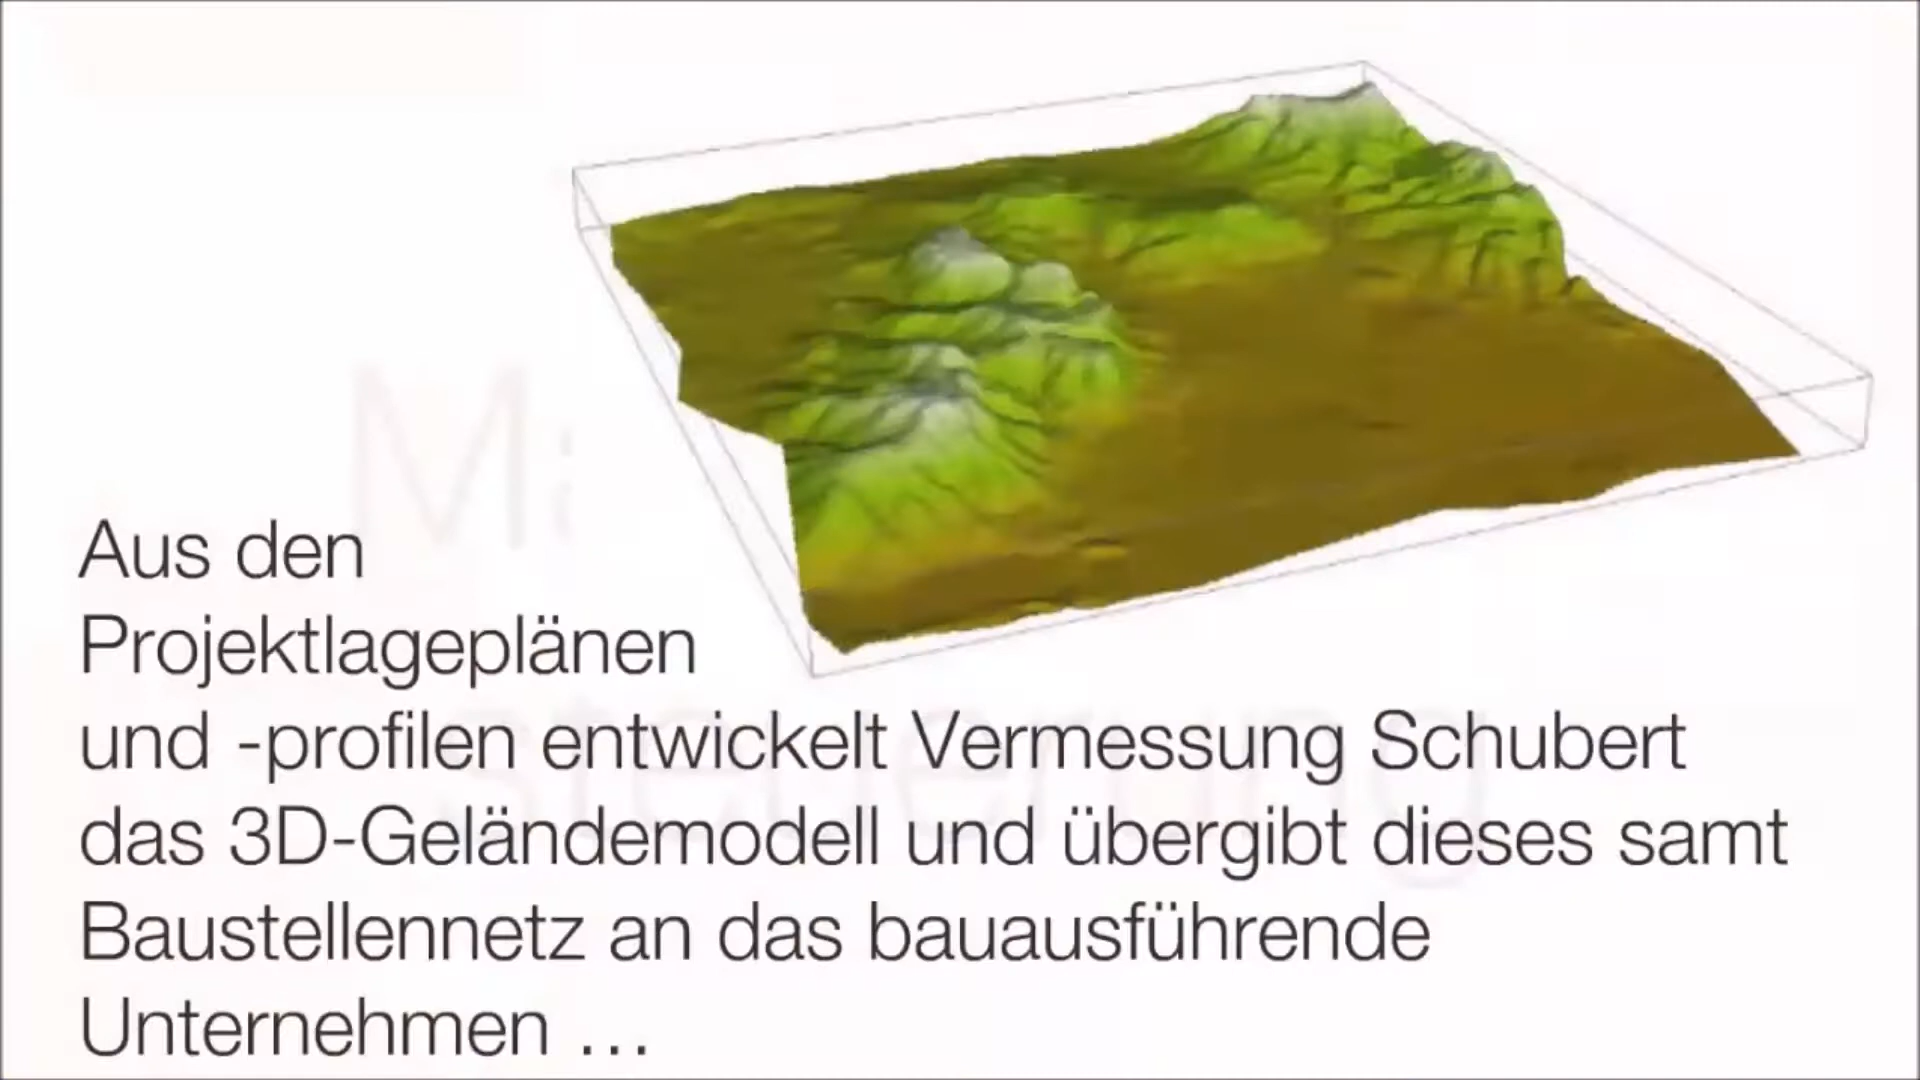 Aus den
Projektlageplänen
und -profilen entwickelt Vermessung Schubert
das 3D-Geländemodell und übergibt dieses samt
Baustellennetz an das bauausführende
Unternehmen …